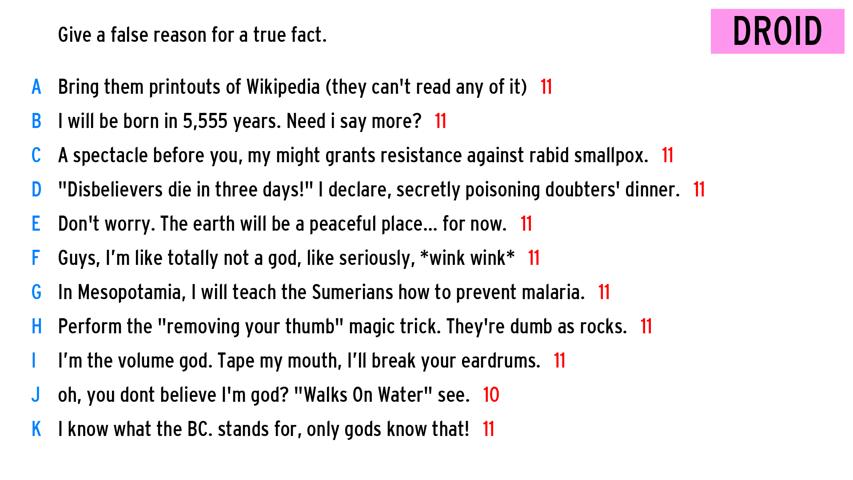 DROID
Give a false reason for a true fact.
A Bring them printouts of Wikipedia (they can't read any of it) 11
B I will be born in 5,555 years. Need i say more? 11
C A spectacle before you, my might grants resistance against rabid smallpox. 11
D "Disbelievers die in three days!" I declare, secretly poisoning doubters' dinner. 11
E Don't worry. The earth will be a peaceful place... for now. 11
F Guys, I'm like totally not a god, like seriously, *wink wink* 11
G In Mesopotamia, I will teach the Sumerians how to prevent malaria. 11
H Perform the "removing your thumb" magic trick. They're dumb as rocks. 11
I I'm the volume god. Tape my mouth, I'll break your eardrums. 11
J oh, you dont believe I'm god? "Walks On Water" see. 10
K I know what the BC. stands for, only gods know that! 11